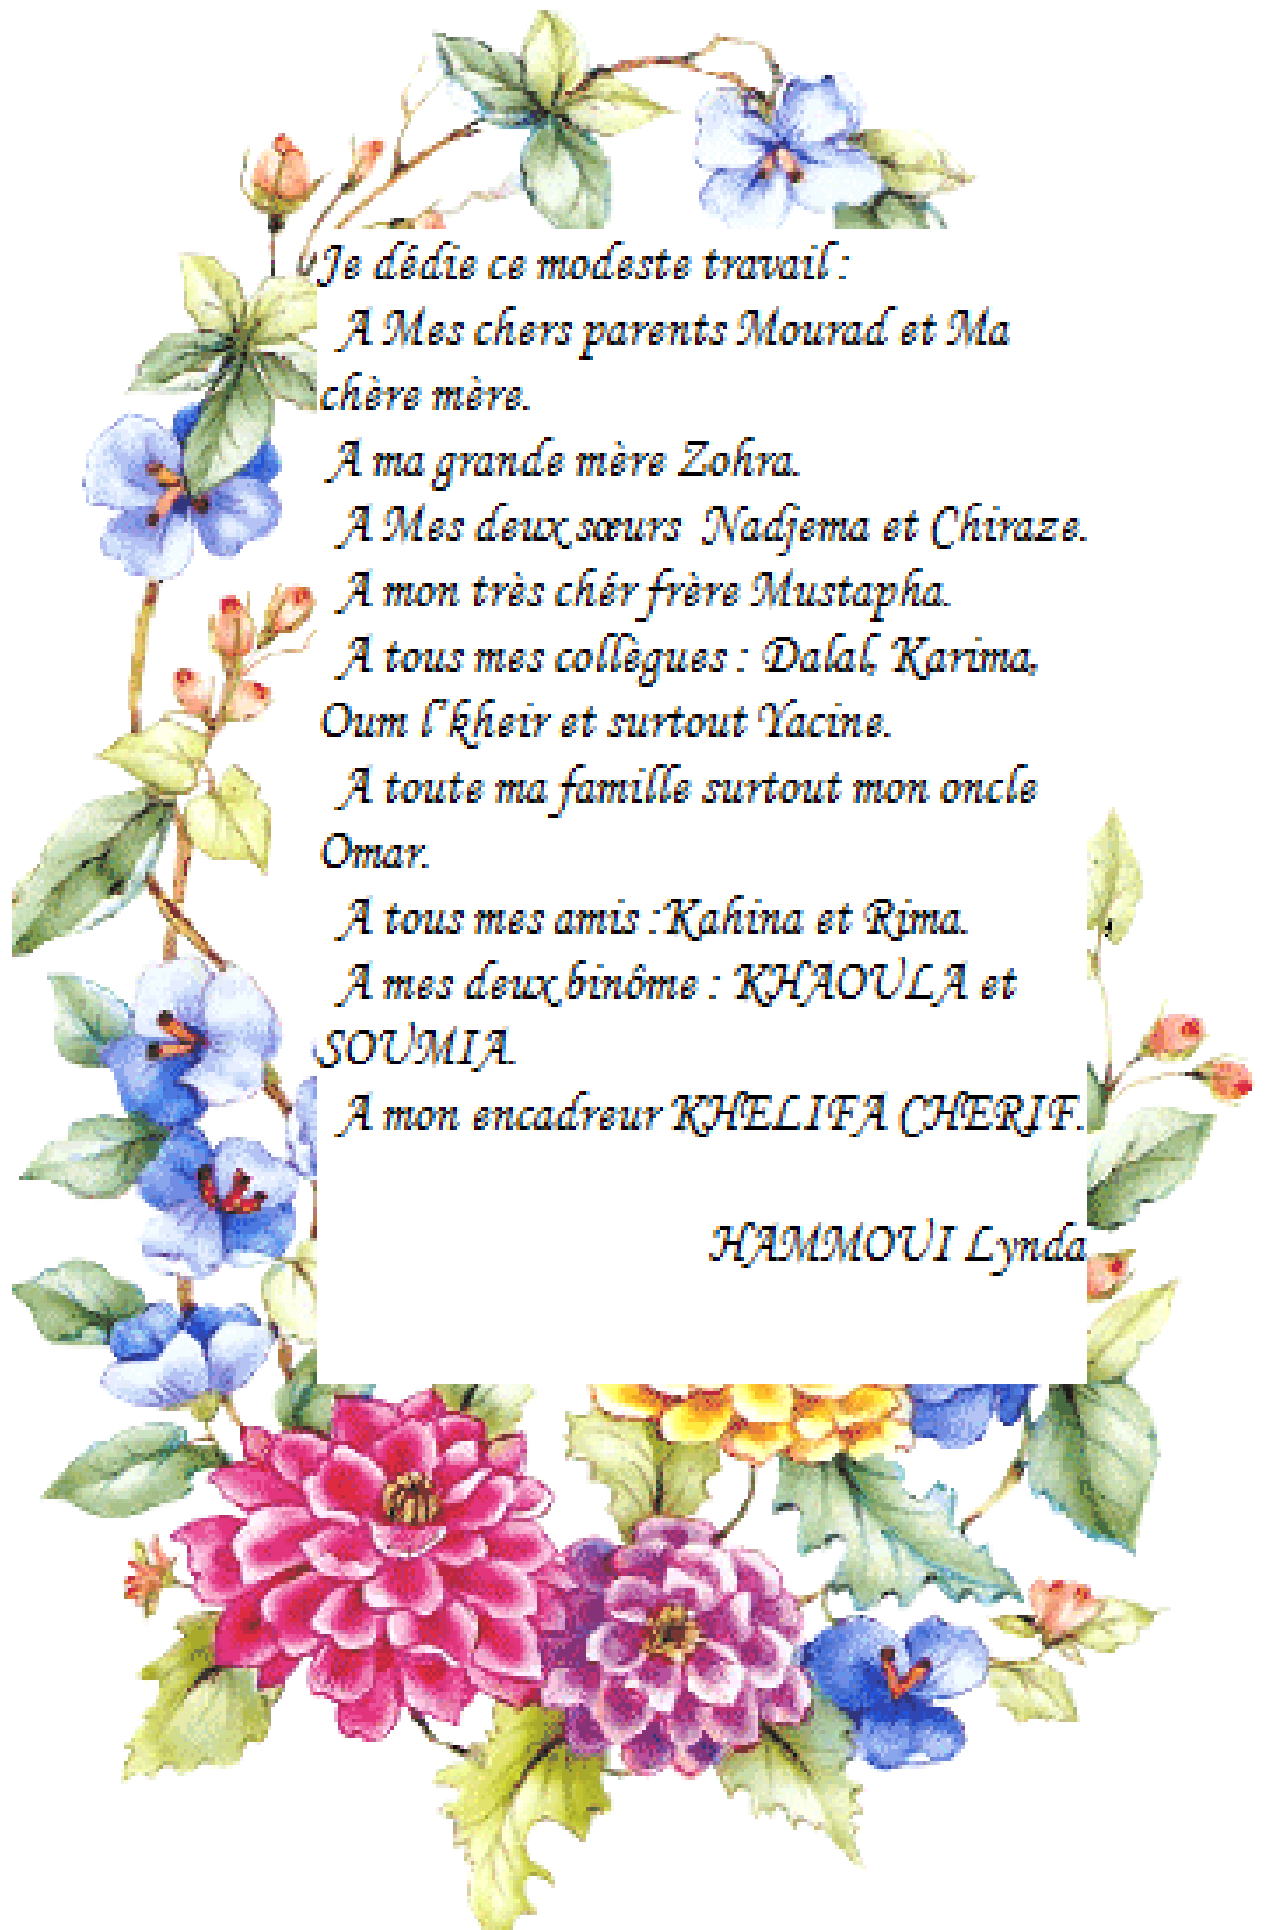 Je dédie ce modeste travail :
A Mes chers parents Mourad et Ma
chère mère.
A ma grande mère Zohra.
A Mes deux sœurs Nadjema et Chiraze.
A mon très chér frère Mustapha.
A tous mes collègues : Dalal, Karima,
Oum l'kheir et surtout Yacine.
A toute ma famille surtout mon oncle
Omar.
A tous mes amis :Kahina et Rima.
A mes deux binôme : KHAOULA et
SOUMIA.
A mon encadreur KHELIFA CHERIF.
HAMMOUI Lynda